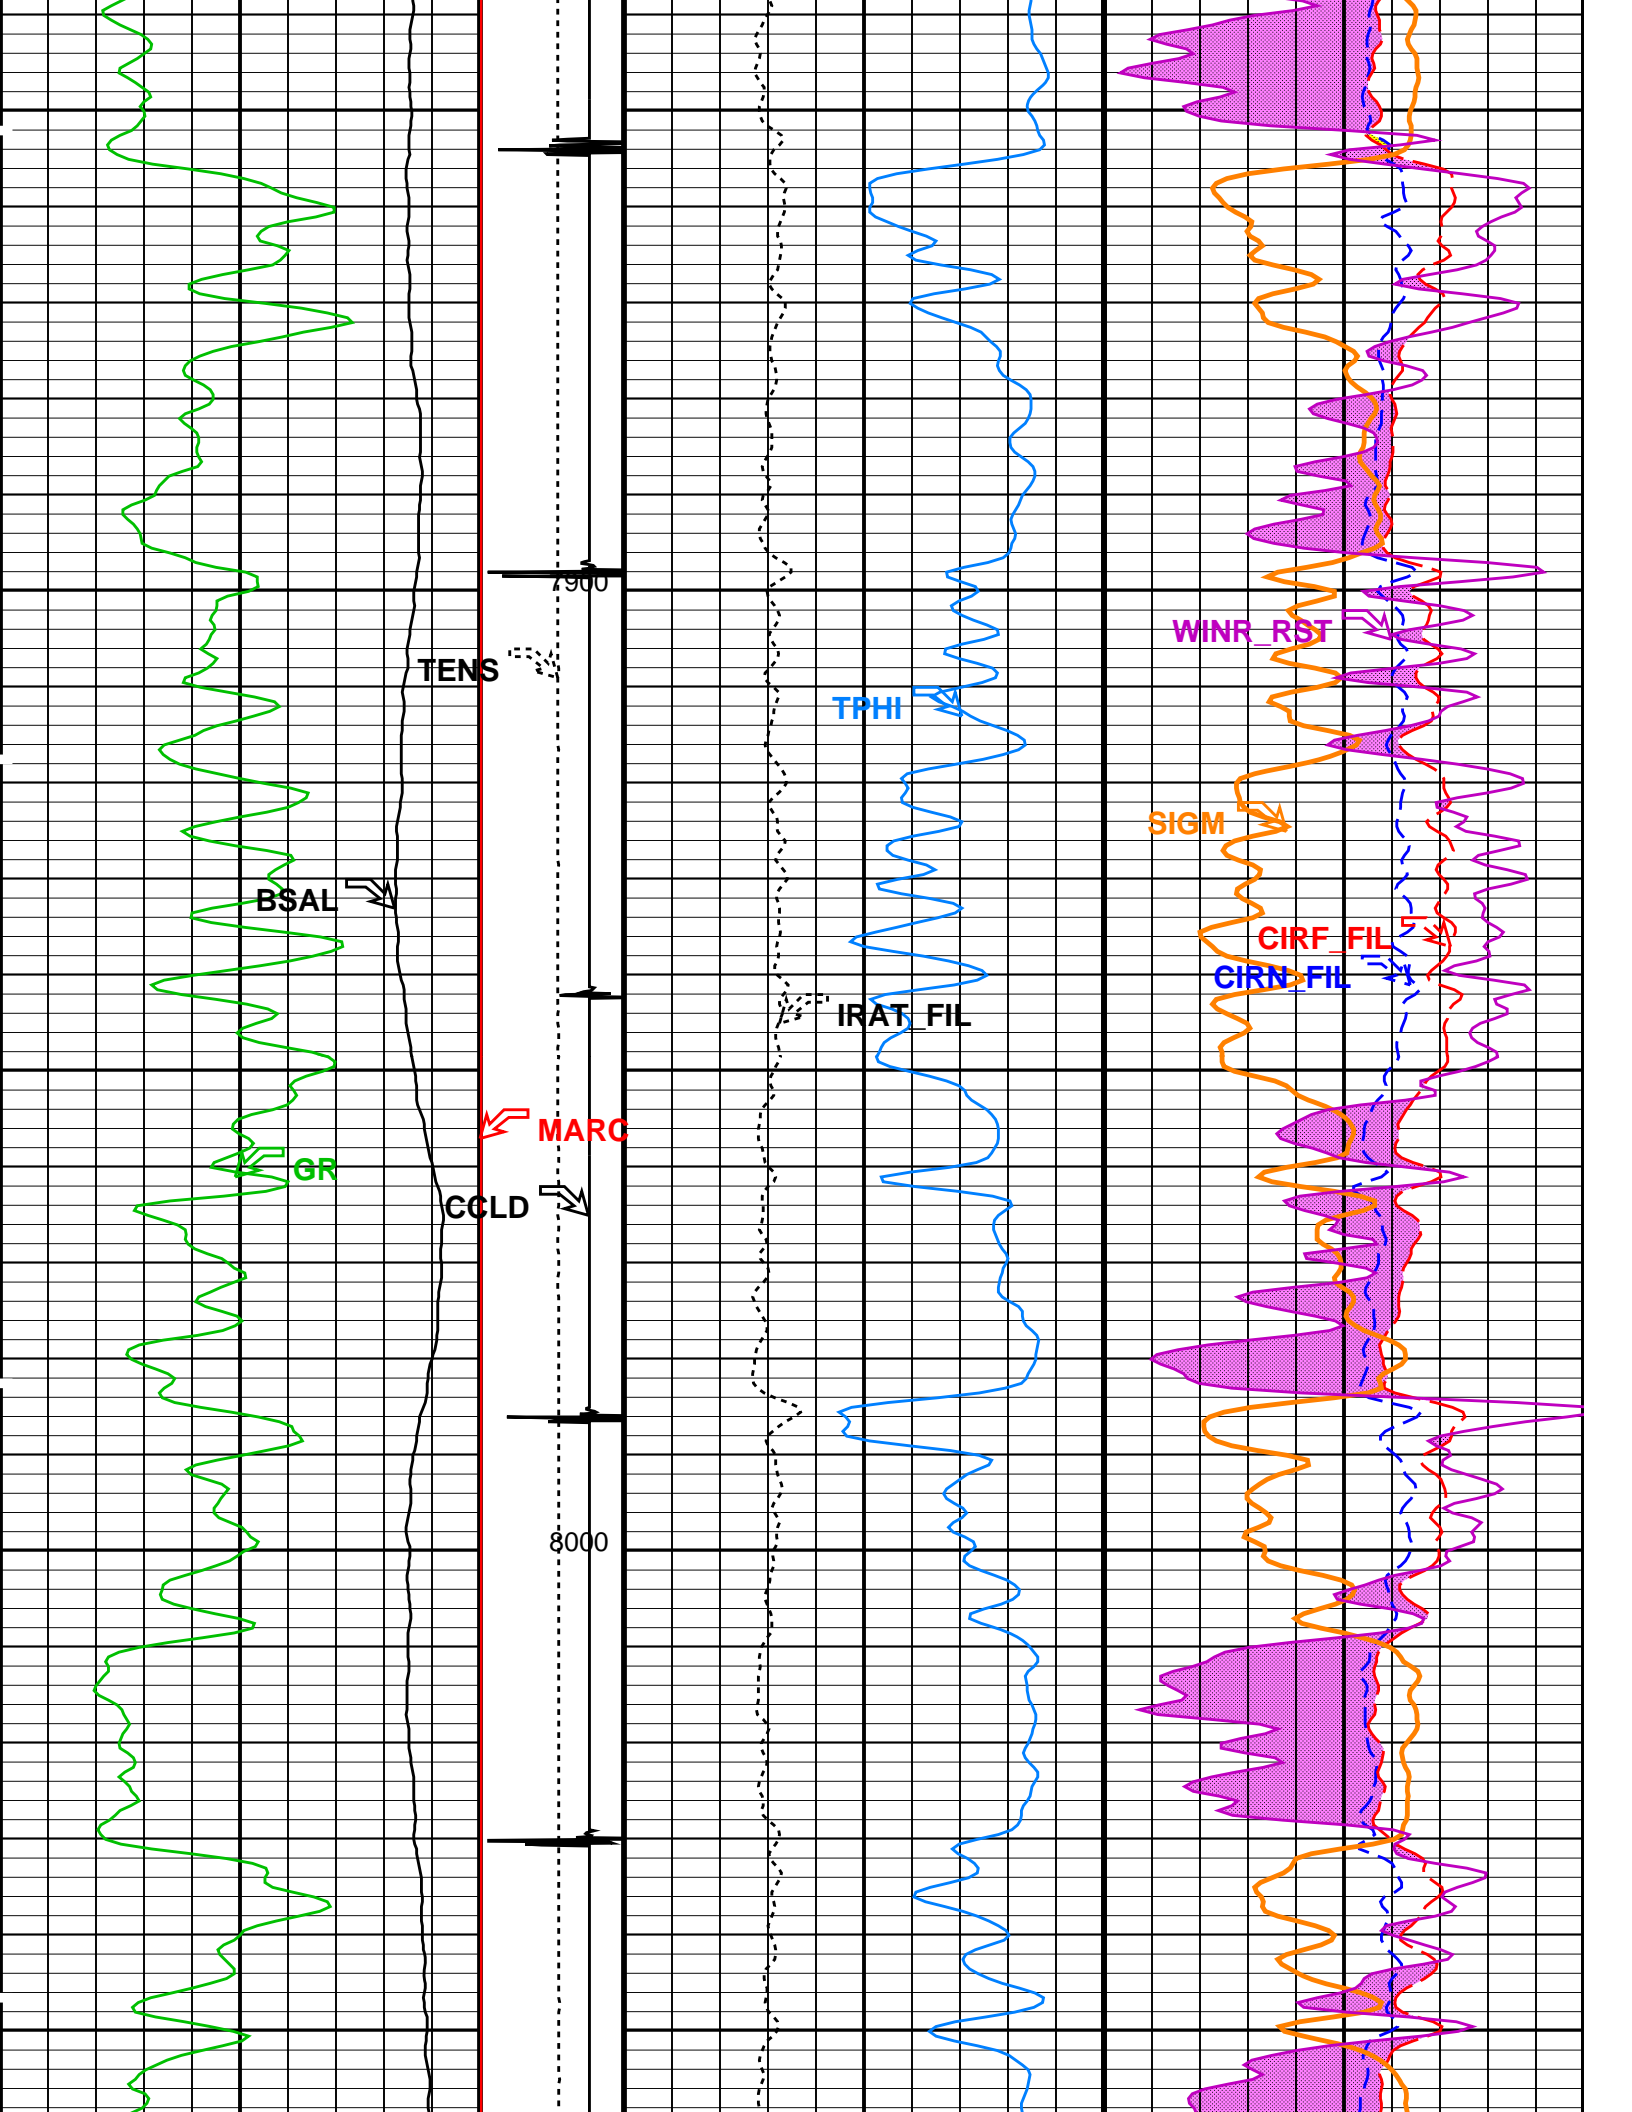 7900
WINR_RST
TENS
TPHI
SIGM
BSAL
CIRF_FIL
CIRN_FIL
IRAT_FIL
MARC
GR
CCLD
8000